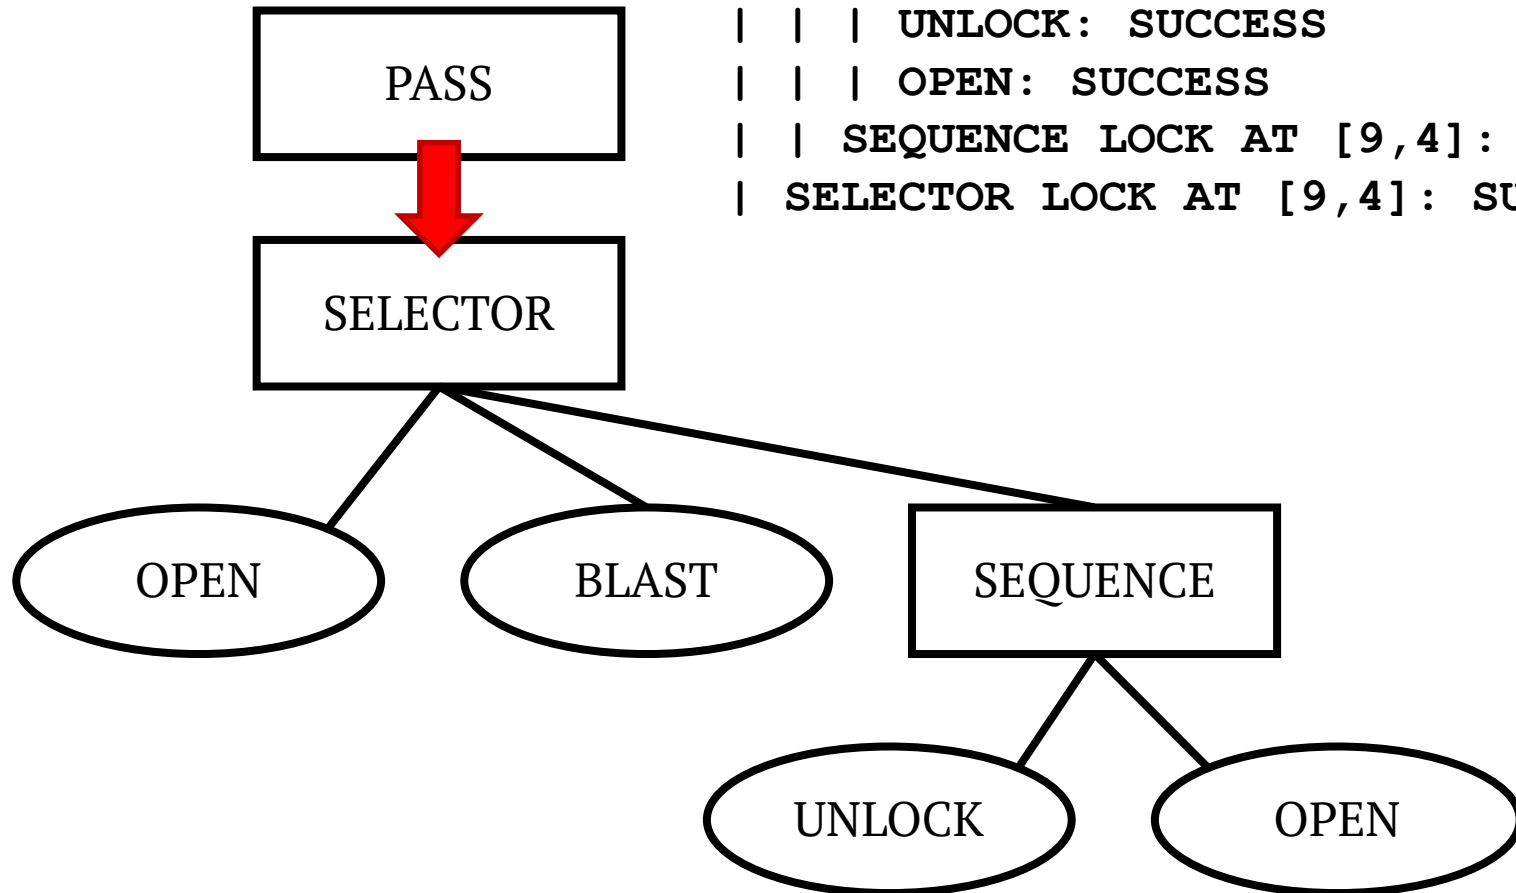 | | | UNLOCK: SUCCESS
| | | OPEN: SUCCESS
| | SEQUENCE LOCK AT [9,4]:
| SELECTOR LOCK AT [9,4]: SU
PASS
SELECTOR
OPEN
BLAST
SEQUENCE
UNLOCK
OPEN